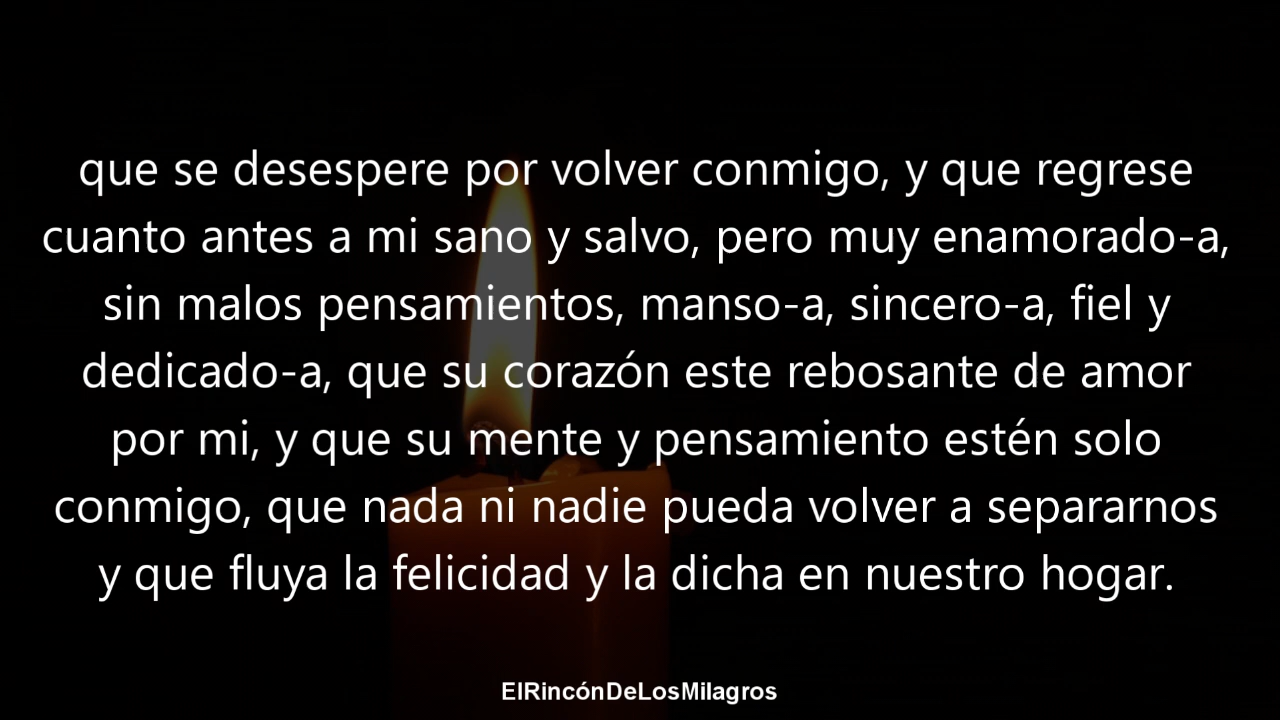 que se desespere por volver conmigo, y que regrese
cuanto antes a mi sano y salvo, pero muy enamorado-a,
sin malos pensamientos, manso-a, sincero-a, fiel y
dedicado-a, que su corazón este rebosante de amor
por mi, y que su mente y pensamiento estén solo
conmigo, que nada ni nadie pueda volver a separarnos
y que fluya la felicidad y la dicha en nuestro hogar.
ElRincónDeLosMilagros